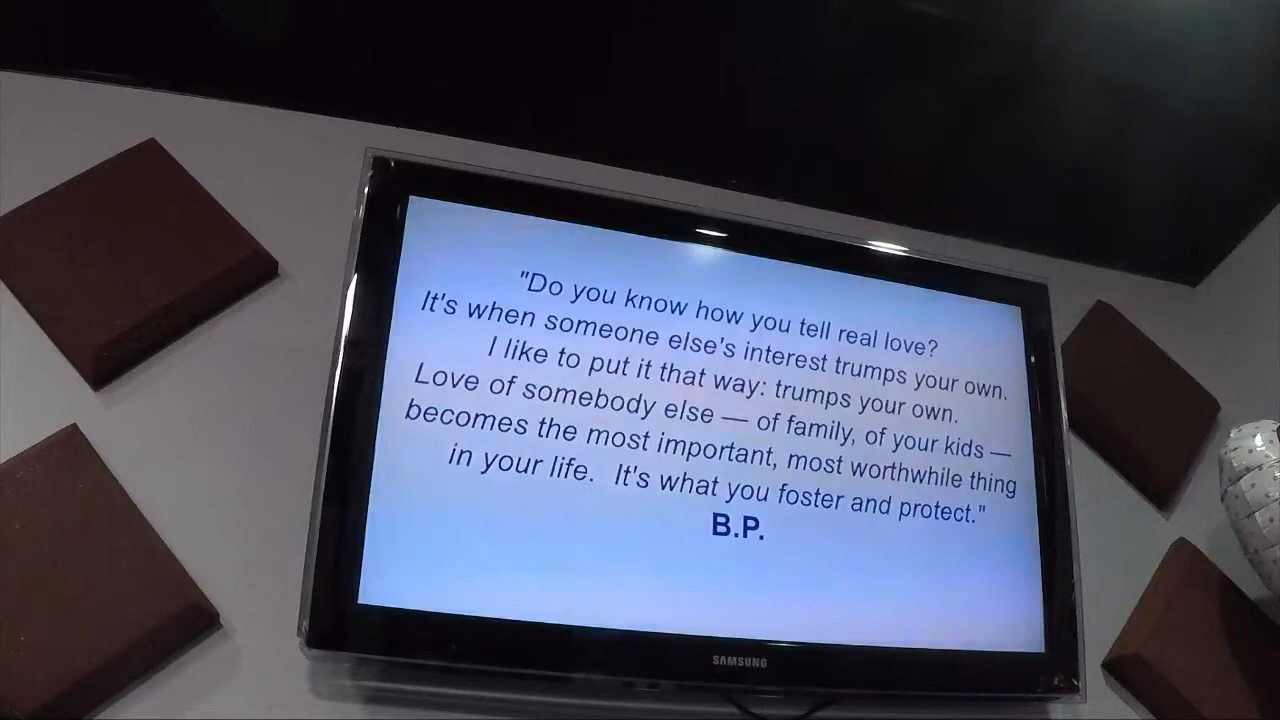 "Do you know how you tell real love?
It's when someone else's interest trumps your own.
I like to put it that way: trumps your own.
Love of somebody else — of family, of your kids —
becomes the most important, most worthwhile thing
in your life. It's what you foster and protect."
B.P.
SAMSUNG